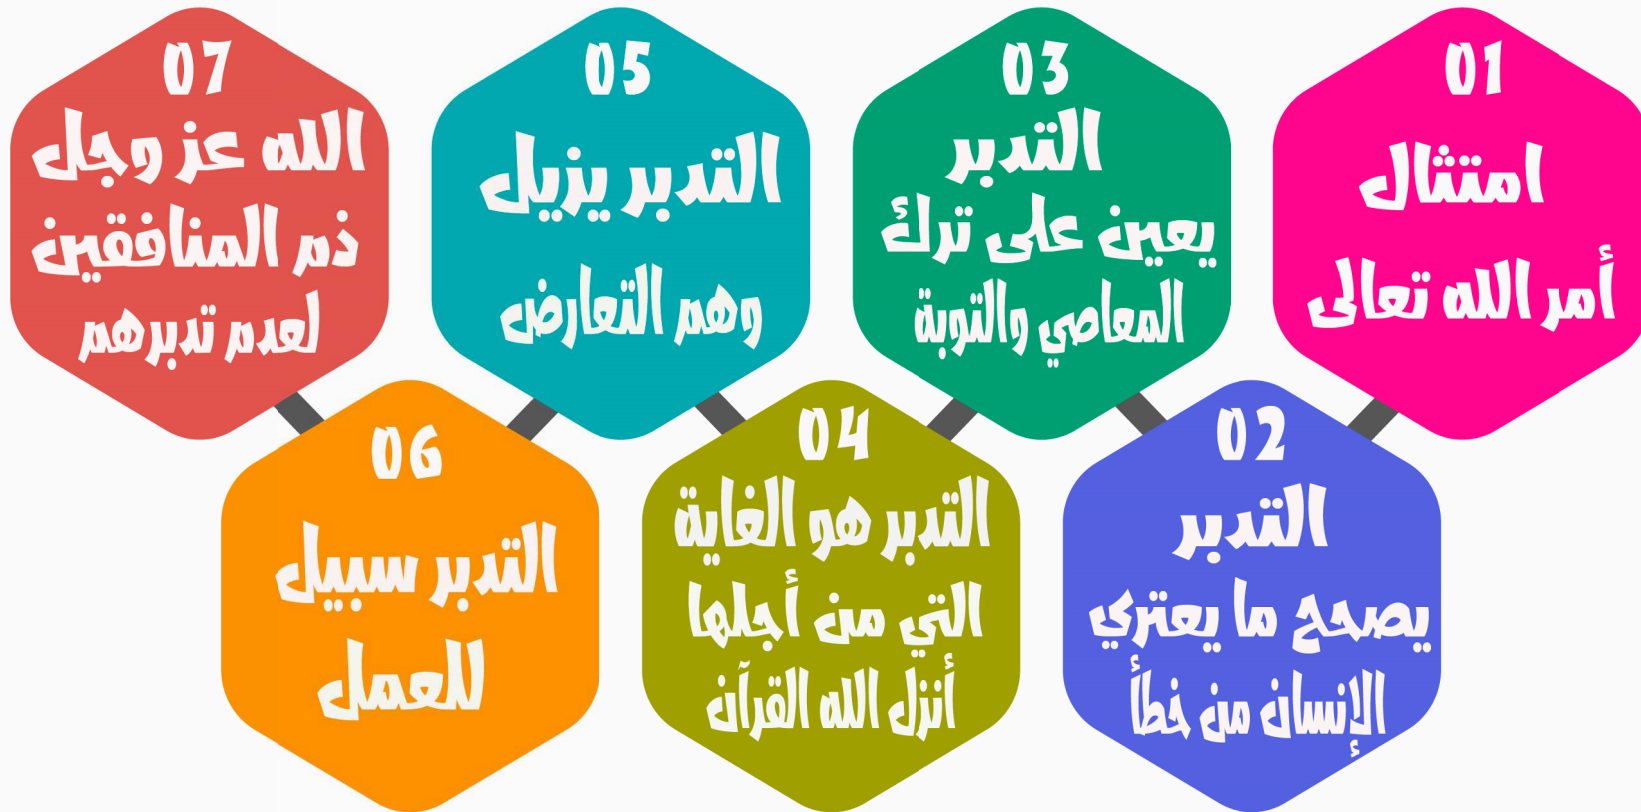 01
امتثال
أمر الله تعالى
02
التدبر
يصحح ما يعتري
الإنسان من خطأ
03
التدبر
يعين على ترك
المعاصي والتوبة
04
التدبر هو الغاية
التي من أجلها
أنزل الله القرآن
05
التدبر يزيل
وهم التعارض
06
التدبر سبيل
للعمل
07
الله عز وجل
ذم المنافقين
لعدم تدبرهم